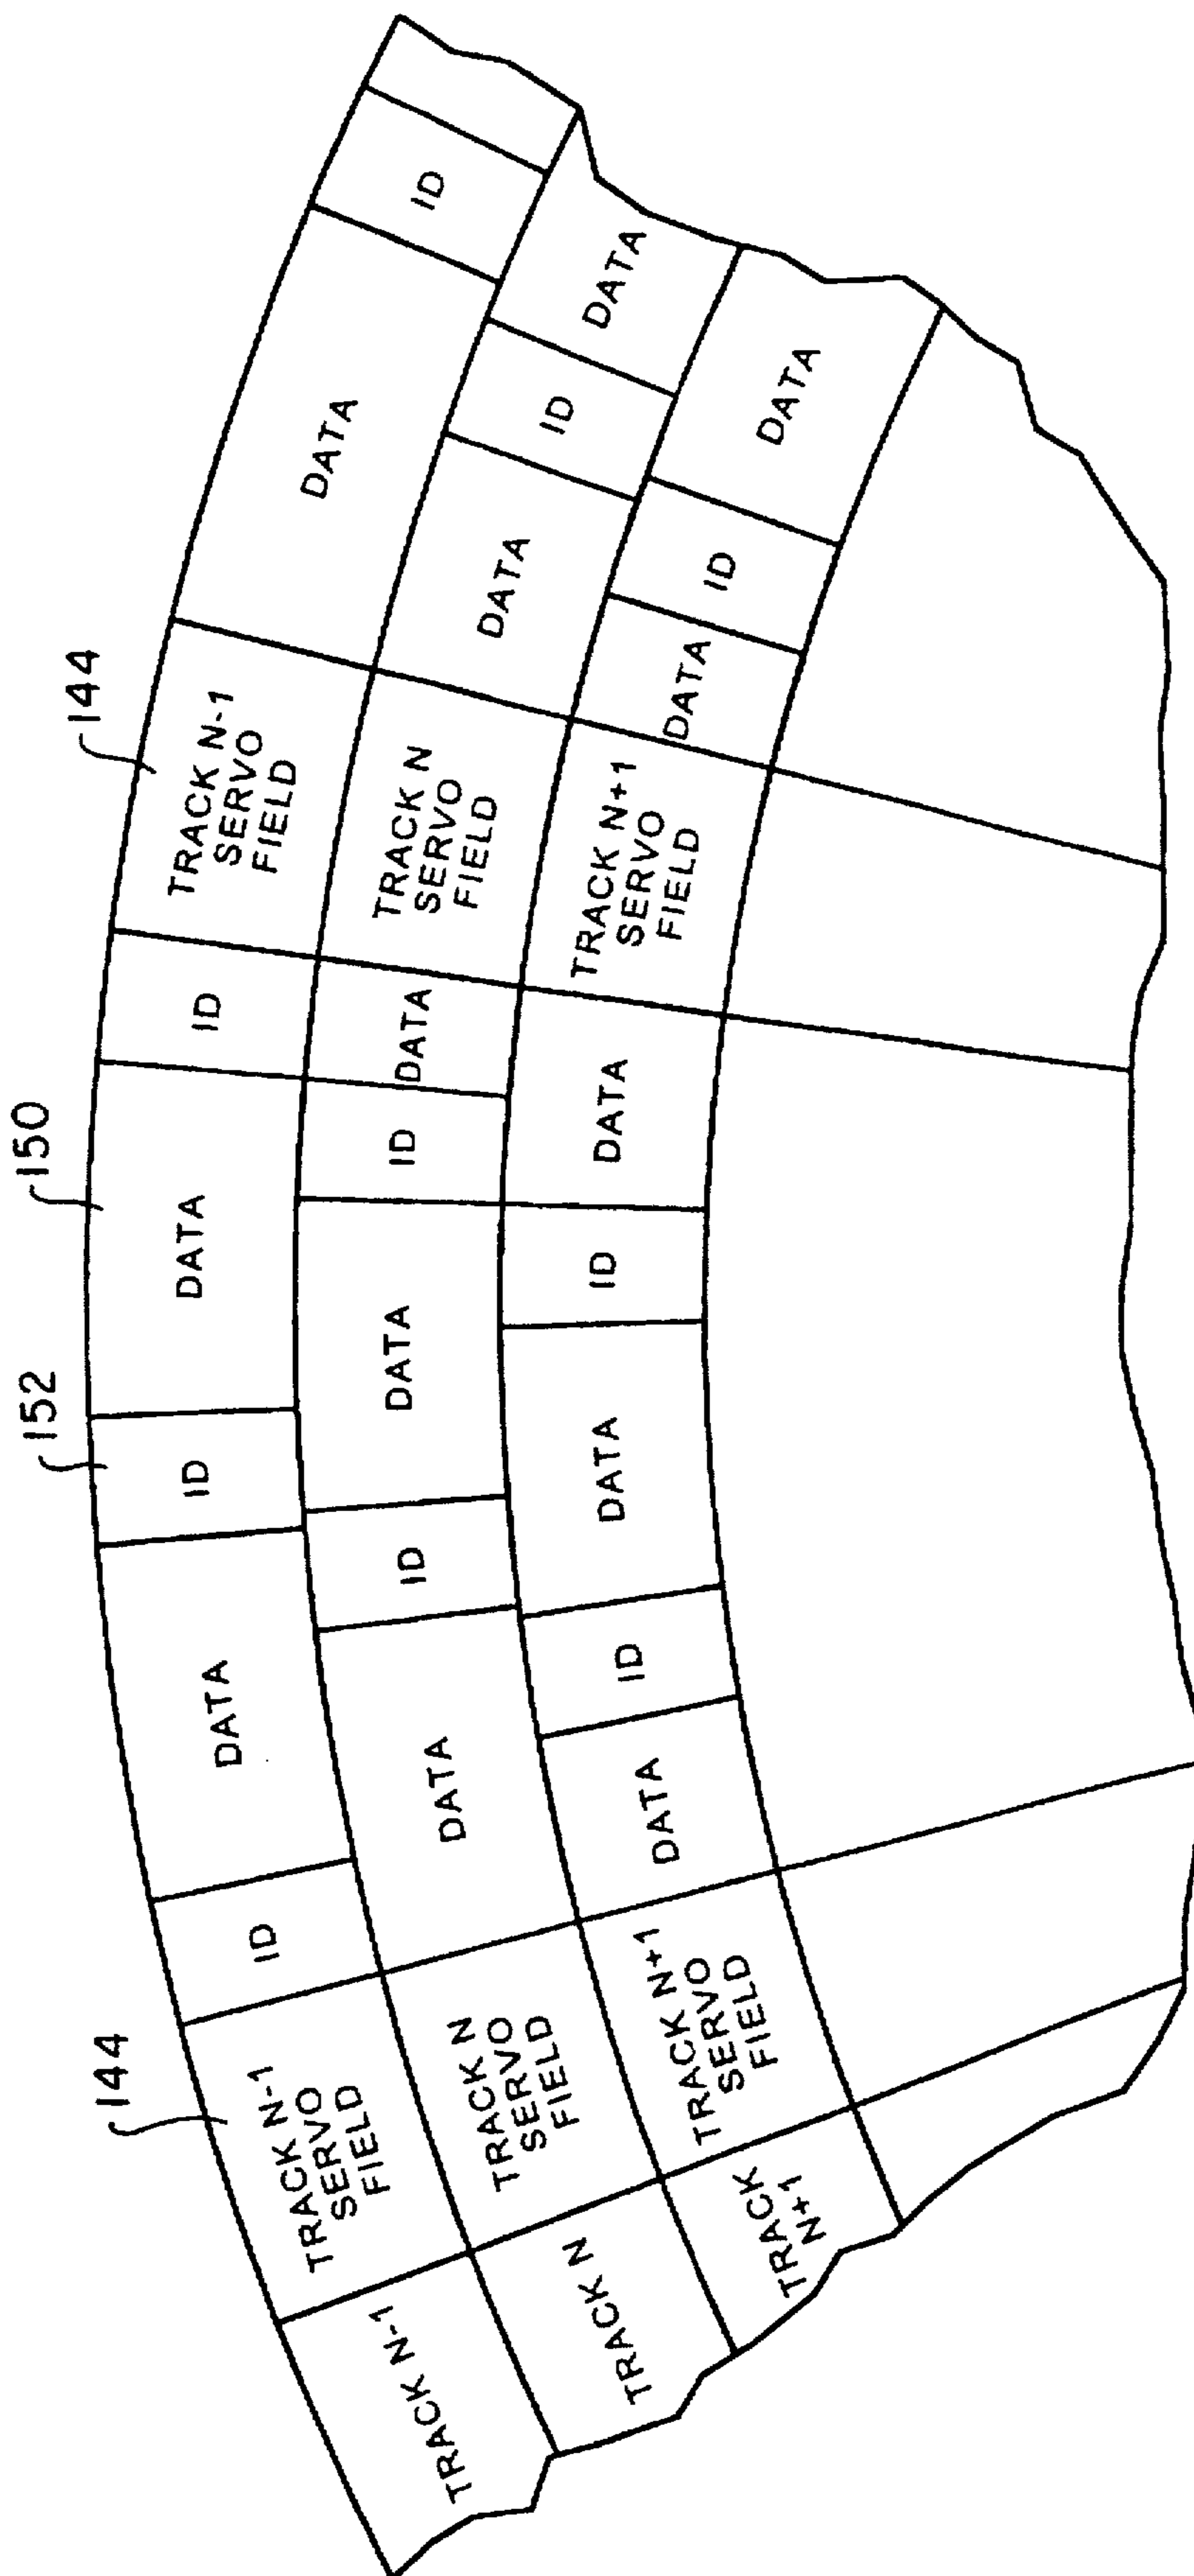 144
152
150
144
TRACK N-1
TRACK N-1
SERVO
FIELD
ID
DATA
ID
DATA
ID
TRACK N-1
SERVO
FIELD
DATA
ID
TRACK N
TRACK N
SERVO
FIELD
DATA
ID
DATA
ID
DATA
TRACK N
SERVO
FIELD
DATA
ID
DATA
TRACK
N+1
TRACK N+1
SERVO
FIELD
DATA
ID
DATA
ID
DATA
TRACK N+1
SERVO
FIELD
DATA
ID
DATA